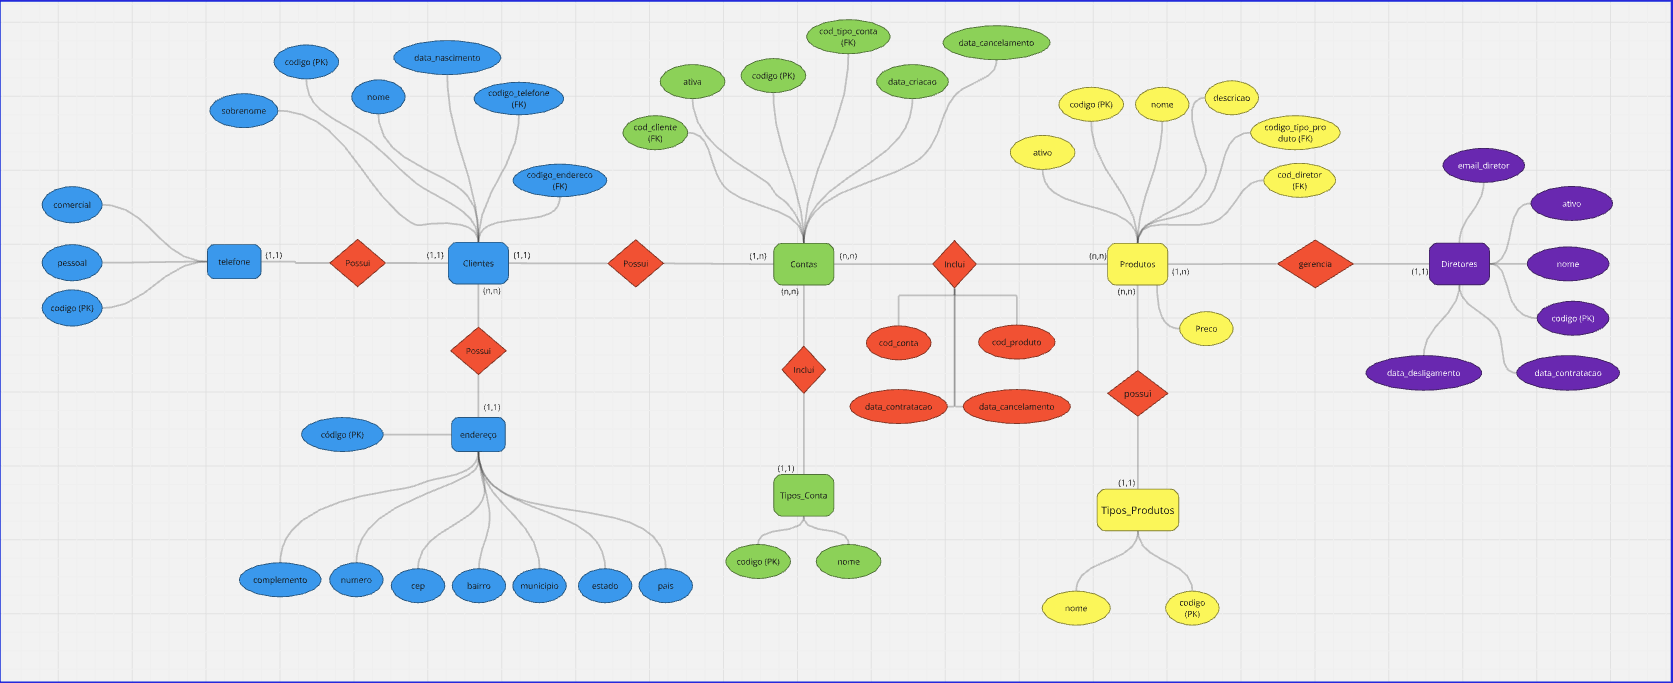 cod_tipo_conta
(FK)
data_cancelamento
codigo (PK)
data_nascimento
ativa
codigo (PK)
data_criacao
sobrenome
nome
codigo_telefone
(FK)
cod_cliente
(FK)
codigo (PK)
nome
descricao
codigo_tipo_pro
duto (FK)
ativo
cod_diretor
(FK)
email_diretor
ativo
codigo_endereco
(FK)
comercial
pessoal
codigo (PK)
telefone
(1,1)
Possui
(1,1)
Clientes
(1,1)
(n,n)
Possui
(1,n)
Contas
(n,n)
(n,n)
Inclui
(n,n)
Produtos
(1,n)
(n,n)
gerencia
(1,1)
Diretores
nome
codigo (PK)
Preco
data_desligamento
data_contratacao
cod_conta
cod_produto
data_contratacao
data_cancelamento
Possui
Inclui
possui
(1,1)
código (PK)
endereço
(1,1)
Tipos_Conta
(1,1)
Tipos_Produtos
codigo (PK)
nome
complemento
numero
cep
bairro
municipio
estado
pais
nome
codigo
(PK)